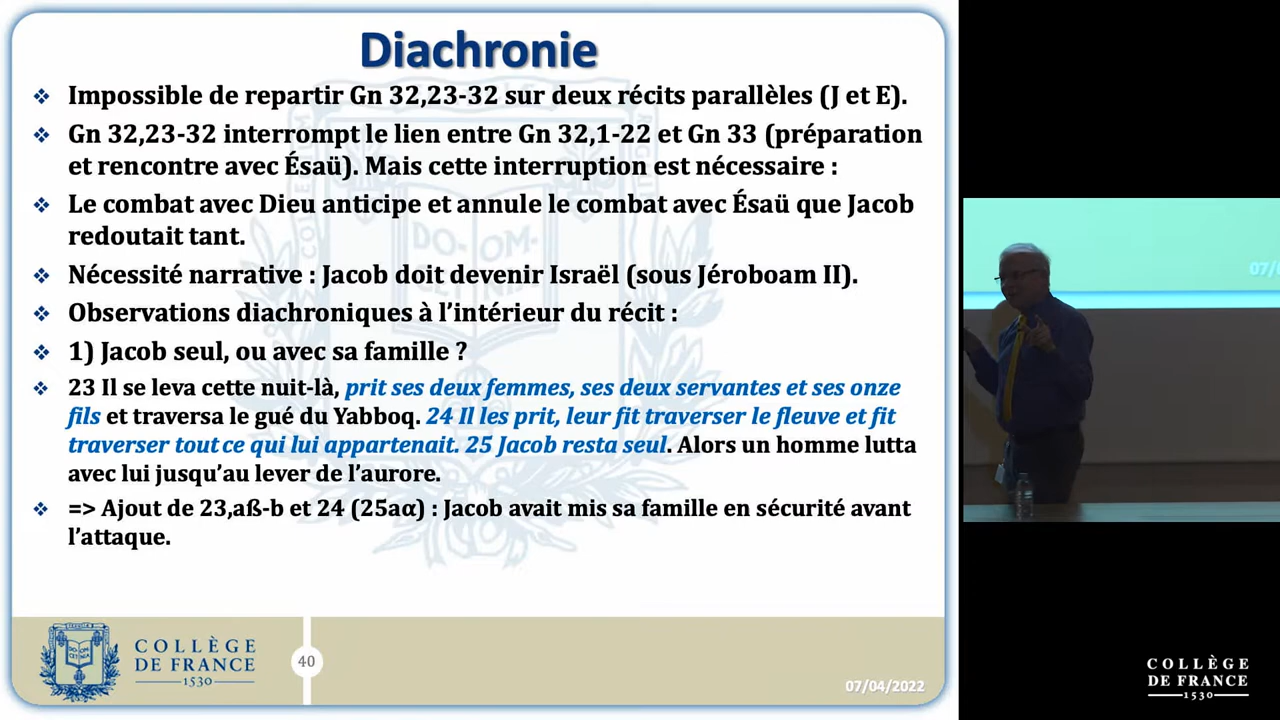 Diachronie
❖ Impossible de repartir Gn 32,23-32 sur deux récits parallèles (J et E).
❖ Gn 32,23-32 interrompt le lien entre Gn 32,1-22 et Gn 33 (préparation
et rencontre avec Ésaü). Mais cette interruption est nécessaire :
❖ Le combat avec Dieu anticipe et annule le combat avec Ésaü que Jacob
redoutait tant.
❖ Nécessité narrative : Jacob doit devenir Israël (sous Jéroboam II).
❖ Observations diachroniques à l’intérieur du récit :
❖ 1) Jacob seul, ou avec sa famille ?
❖ 23 Il se leva cette nuit-là, prit ses deux femmes, ses deux servantes et ses onze
fils et traversa le gué du Yabboq. 24 Il les prit, leur fit traverser le fleuve et fit
traverser tout ce qui lui appartenait. 25 Jacob resta seul. Alors un homme lutta
avec lui jusqu’au lever de l’aurore.
❖ => Ajout de 23,aß-b et 24 (25aα) : Jacob avait mis sa famille en sécurité avant
l’attaque.
COLLÈGE
DE FRANCE
1530
40
07/04/2022
07/0
COLLÈGE
DE FRANCE
1530